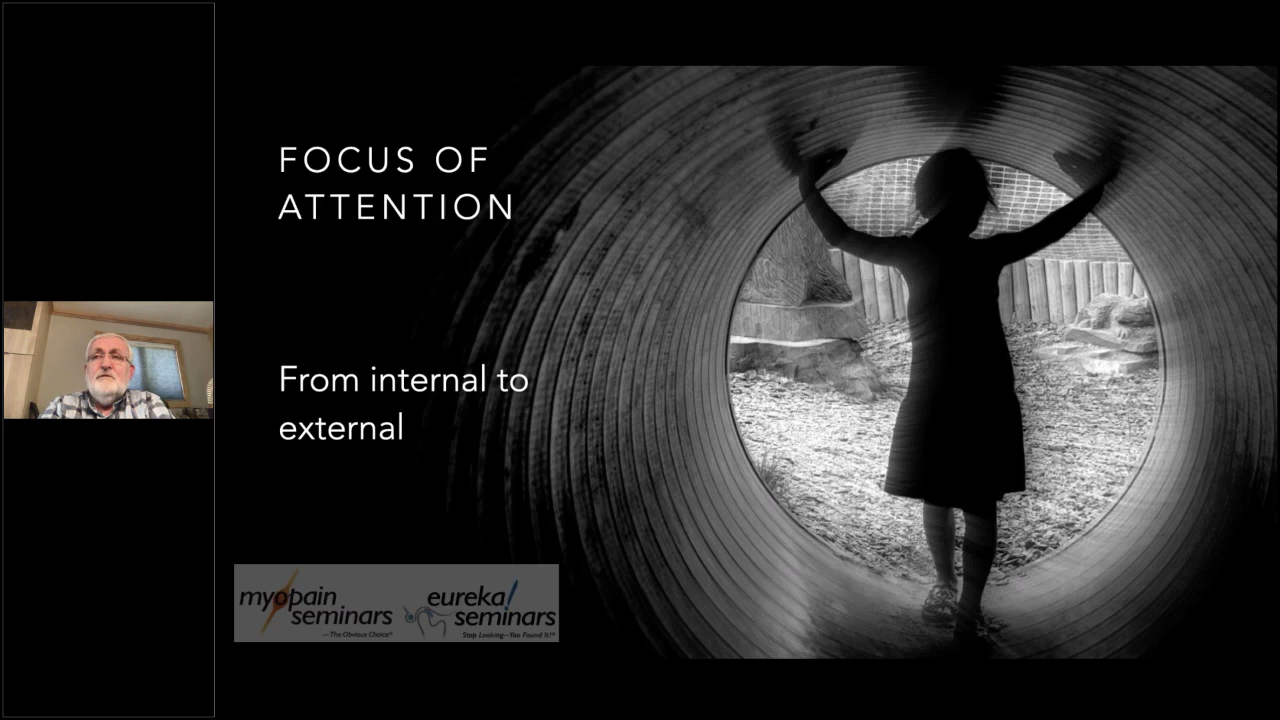 FOCUS OF
ATTENTION
From internal to
external
myopain
seminars
—The Obvious Choice®
eureka!
seminars
Stop Looking—You Found It!®